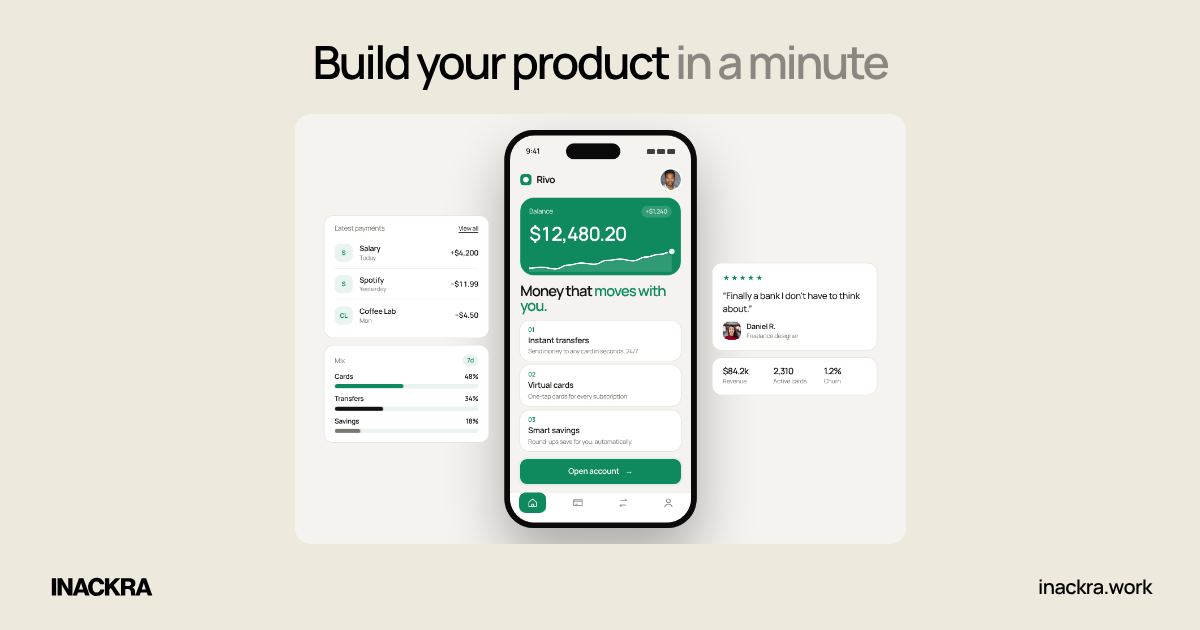 Build your product in a minute
Latest payments View all
S Salary +$4,200
Today
S Spotify −$11.99
Yesterday
CL Coffee Lab −$4.50
Mon
Mix 7d
Cards 48%
Transfers 34%
Savings 18%
9:41
Rivo
Balance +$1,240
$12,480.20
Money that moves with
you.
01
Instant transfers
Send money to any card in seconds, 24/7.
02
Virtual cards
One-tap cards for every subscription.
03
Smart savings
Round-ups save for you, automatically.
Open account →
★★★★★
“Finally a bank I don't have to think
about.”
Daniel R.
Freelance designer
$84.2k 2,310 1.2%
Revenue Active cards Churn
INACKRA
inackra.work